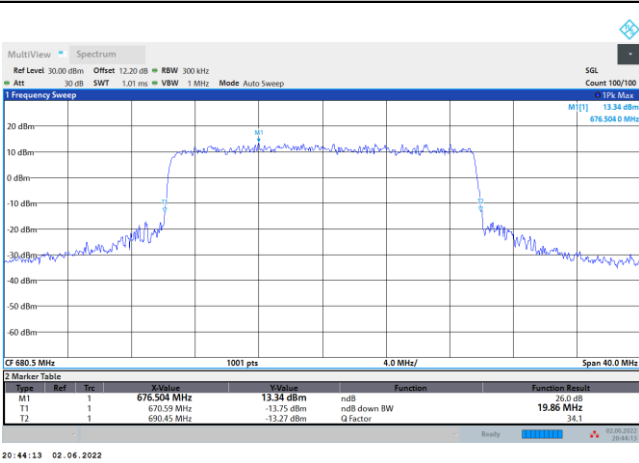 MultiView Spectrum
Ref Level 30.00 dBm Offset 12.20 dB RBW 300 kHz SGL
Att 30 dB SWT 1.01 ms VBW 1 MHz Mode Auto Sweep Count 100/100
1 Frequency Sweep 1Pk Max
M1[1] 13.34 dBm
676.504 0 MHz
M1
20 dBm
10 dBm
0 dBm
-10 dBm
-20 dBm
-30 dBm
-40 dBm
-50 dBm
-60 dBm
CF 680.5 MHz 1001 pts 4.0 MHz/ Span 40.0 MHz
2 Marker Table
Type Ref Trc X-Value Y-Value Function Function Result
M1 1 676.504 MHz 13.34 dBm ndB 26.0 dB
T1 1 670.59 MHz -13.75 dBm ndB down BW 19.86 MHz
T2 1 690.45 MHz -13.27 dBm Q Factor 34.1
Ready 02.06.2022
20:44:13
20:44:13 02.06.2022